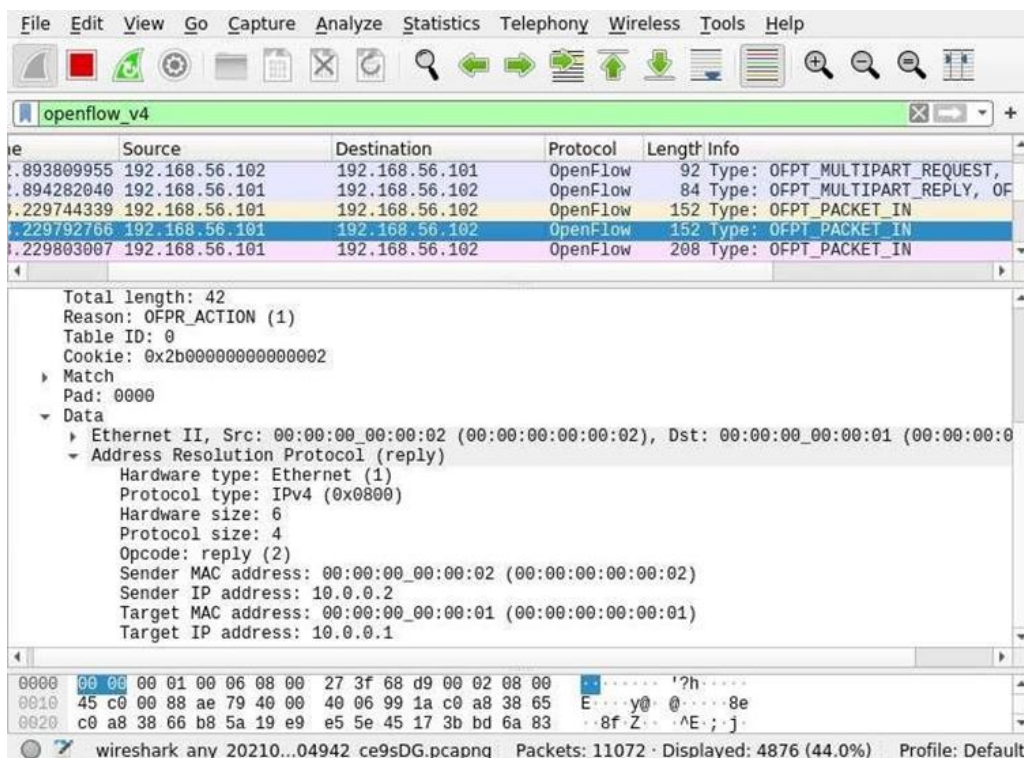 File Edit View Go Capture Analyze Statistics Telephony Wireless Tools Help
openflow_v4
Source Destination Protocol Length Info
.893809955 192.168.56.102 192.168.56.101 OpenFlow 92 Type: OFPT_MULTIPART_REQUEST,
.894282040 192.168.56.101 192.168.56.102 OpenFlow 84 Type: OFPT_MULTIPART_REPLY, OF
.229744339 192.168.56.101 192.168.56.102 OpenFlow 152 Type: OFPT_PACKET_IN
.229792766 192.168.56.101 192.168.56.102 OpenFlow 152 Type: OFPT_PACKET_IN
.229803007 192.168.56.101 192.168.56.102 OpenFlow 208 Type: OFPT_PACKET_IN
Total length: 42
Reason: OFPR_ACTION (1)
Table ID: 0
Cookie: 0x2b00000000000002
Match
Pad: 0000
Data
Ethernet II, Src: 00:00:00_00:00:02 (00:00:00:00:00:02), Dst: 00:00:00_00:00:01 (00:00:00:0
Address Resolution Protocol (reply)
Hardware type: Ethernet (1)
Protocol type: IPv4 (0x0800)
Hardware size: 6
Protocol size: 4
Opcode: reply (2)
Sender MAC address: 00:00:00_00:00:02 (00:00:00:00:00:02)
Sender IP address: 10.0.0.2
Target MAC address: 00:00:00_00:00:01 (00:00:00:00:00:01)
Target IP address: 10.0.0.1
0000 00 00 00 01 00 06 08 00 27 3f 68 d9 00 02 08 00 ········ '?h·····
0010 45 c0 00 88 ae 79 40 00 40 06 99 1a c0 a8 38 65 E····y@· @·····8e
0020 c0 a8 38 66 b8 5a 19 e9 e5 5e 45 17 3b bd 6a 83 ··8f·Z·· ·^E·;·j·
wireshark_any_20210...04942_ce9sDG.pcapng Packets: 11072 · Displayed: 4876 (44.0%) Profile: Default